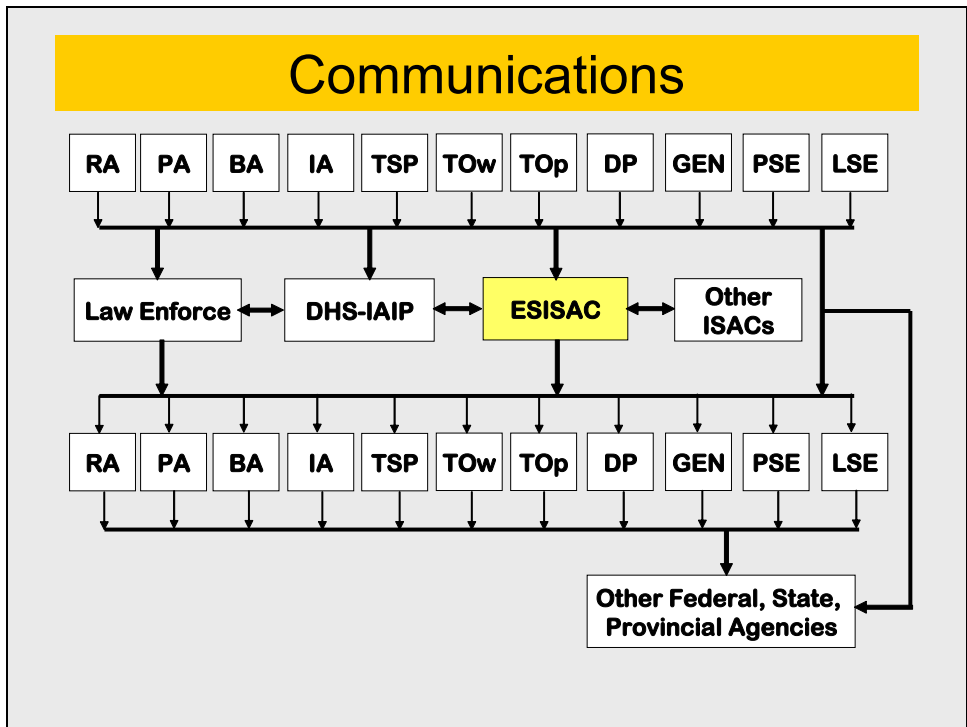 Communications
RA PA BA IA TSP TOw TOp DP GEN PSE LSE
Law Enforce DHS-IAIP ESISAC Other
ISACs
RA PA BA IA TSP TOw TOp DP GEN PSE LSE
Other Federal, State,
Provincial Agencies